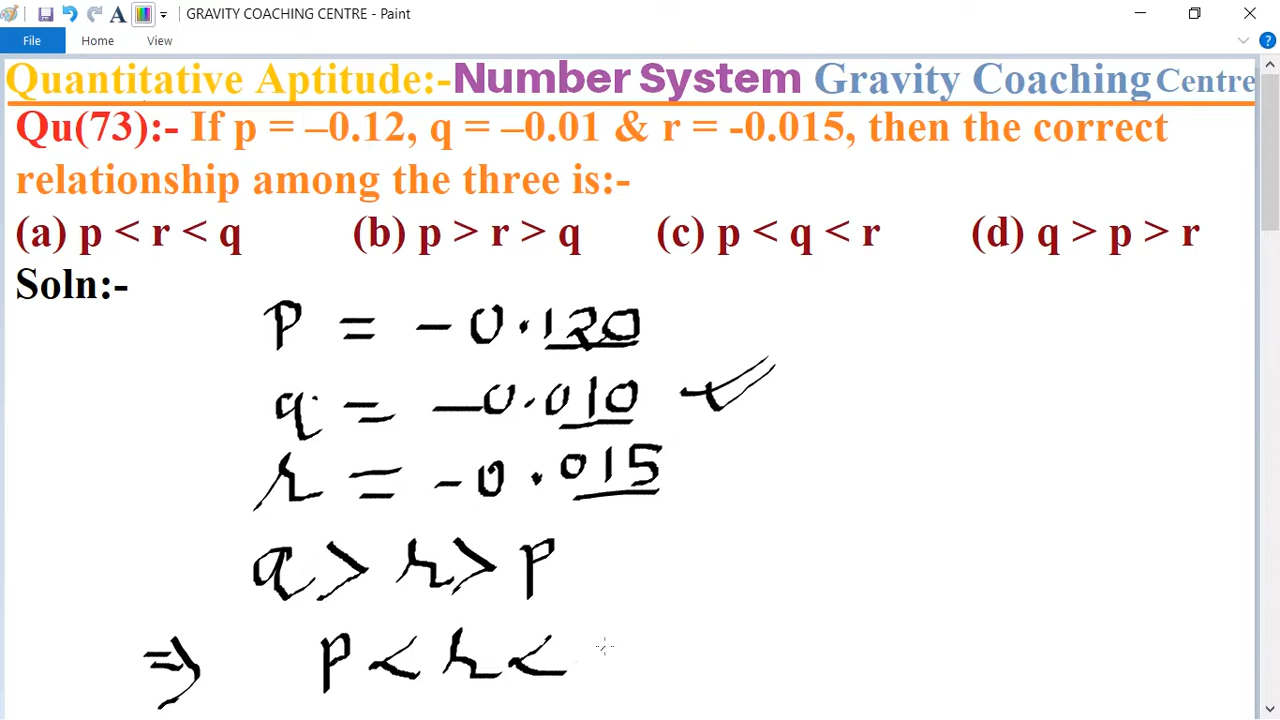 GRAVITY COACHING CENTRE - Paint
File Home View
Quantitative Aptitude:-Number System Gravity Coaching Centre
Qu(73):- If p = –0.12, q = –0.01 & r = -0.015, then the correct
relationship among the three is:-
(a) p < r < q (b) p > r > q (c) p < q < r (d) q > p > r
Soln:-
P = -0.120
q = -0.010 ✓
r = -0.015
q > r > p
⇒ p < r <